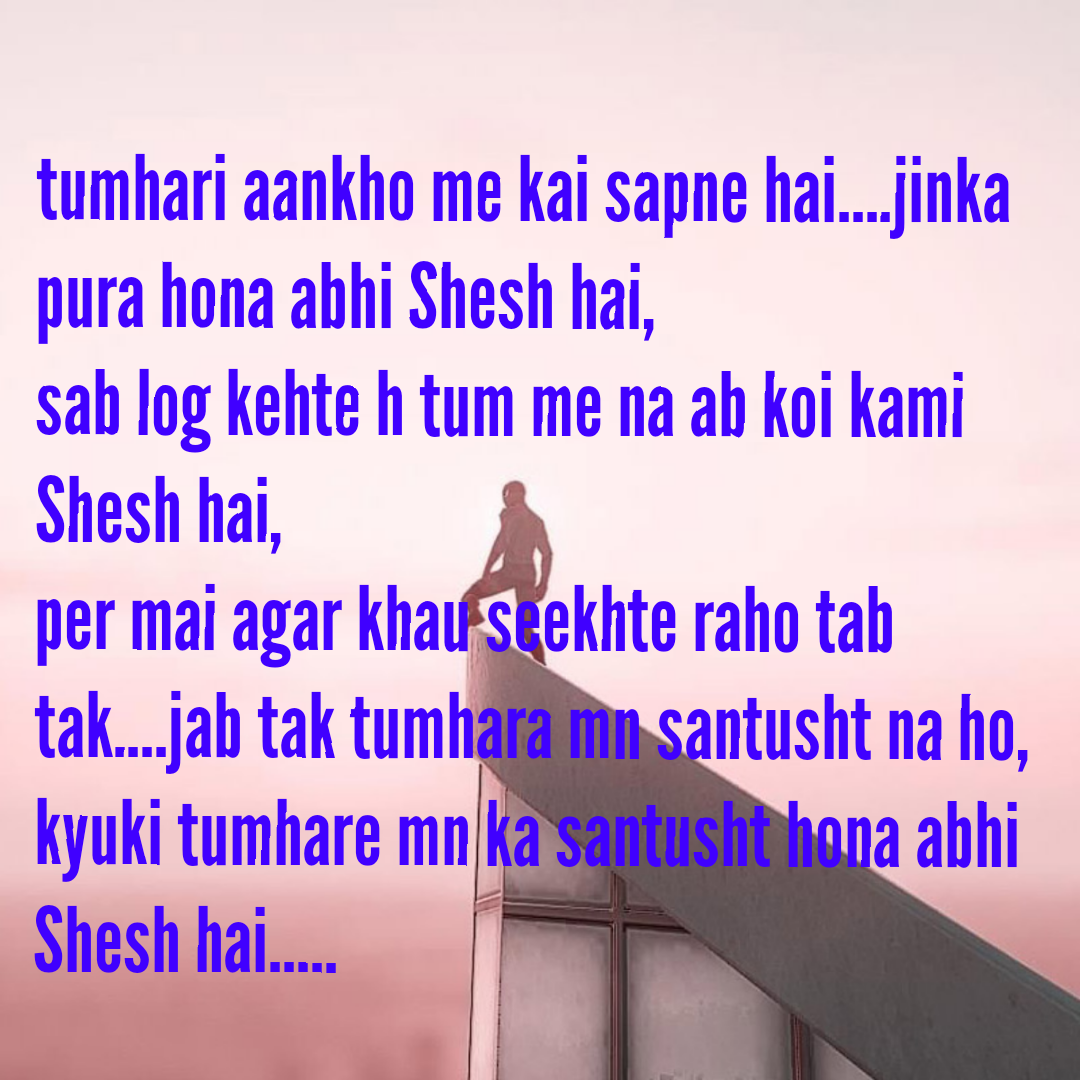 tumhari aankho me kai sapne hai....jinka
pura hona abhi Shesh hai,
sab log kehte h tum me na ab koi kami
Shesh hai,
per mai agar khau seekhte raho tab
tak....jab tak tumhara mn santusht na ho,
kyuki tumhare mn ka santusht hona abhi
Shesh hai.....